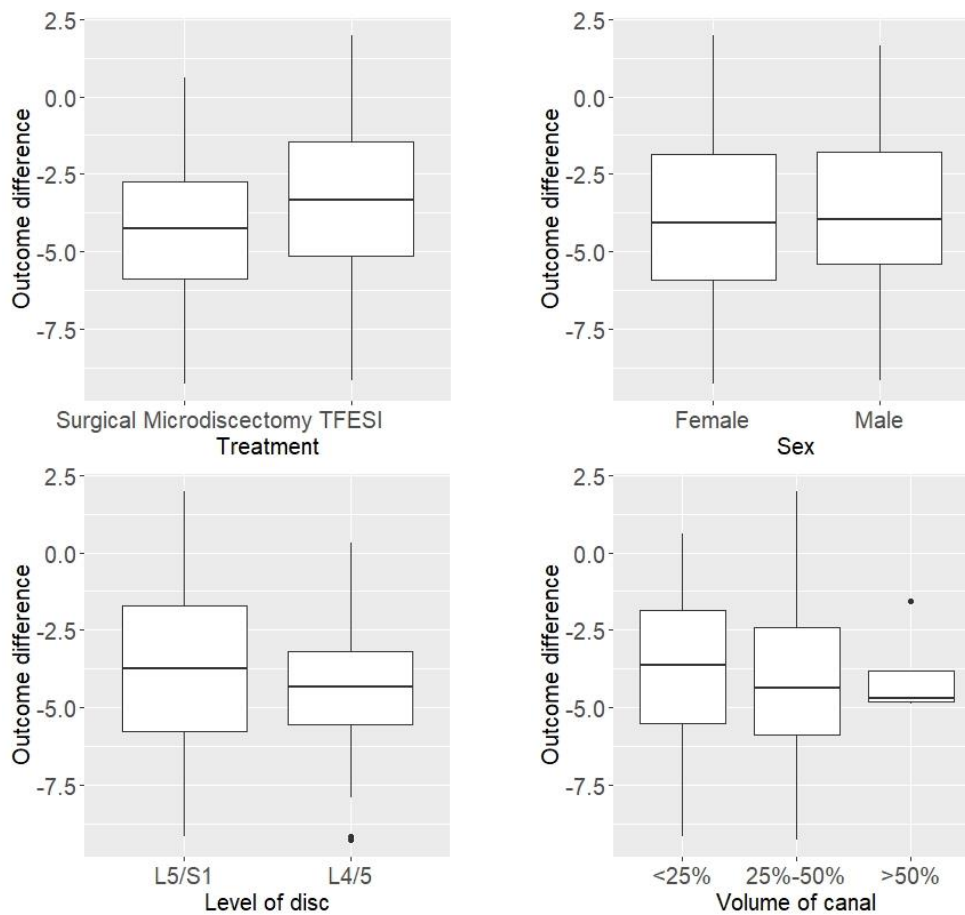 2.5
0.0
-2.5
-5.0
-7.5
Outcome difference
Surgical Microdiscectomy TFESI
Treatment
2.5
0.0
-2.5
-5.0
-7.5
Outcome difference
Female Male
Sex
2.5
0.0
-2.5
-5.0
-7.5
Outcome difference
L5/S1 L4/5
Level of disc
2.5
0.0
-2.5
-5.0
-7.5
Outcome difference
<25% 25%-50% >50%
Volume of canal